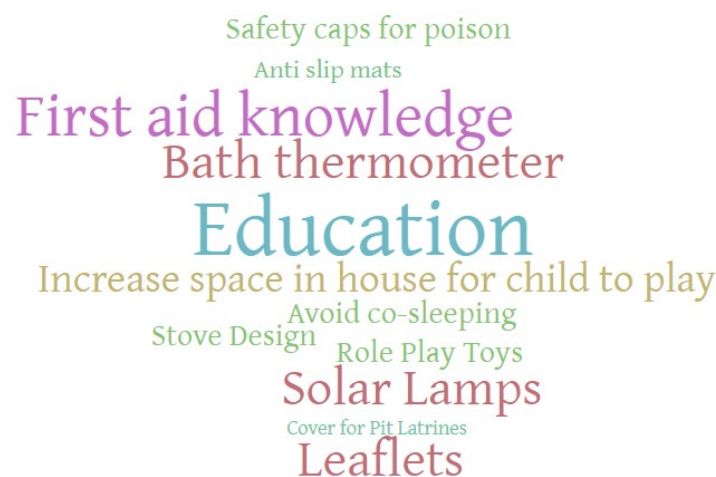 Safety caps for poison
Anti slip mats
First aid knowledge
Bath thermometer
Education
Increase space in house for child to play
Avoid co-sleeping
Stove Design
Role Play Toys
Solar Lamps
Cover for Pit Latrines
Leaflets